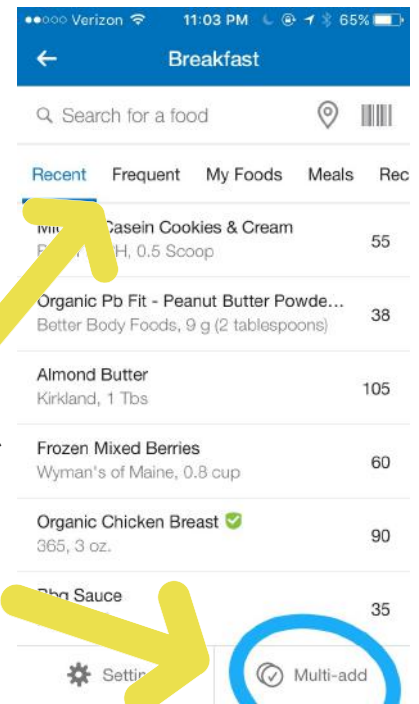 Verizon 11:03 PM 65%
Breakfast
Search for a food
Recent Frequent My Foods Meals Rec
Casein Cookies & Cream
0.5 Scoop 55
Organic Pb Fit - Peanut Butter Powde...
Better Body Foods, 9 g (2 tablespoons) 38
Almond Butter
Kirkland, 1 Tbs 105
Frozen Mixed Berries
Wyman's of Maine, 0.8 cup 60
Organic Chicken Breast
365, 3 oz. 90
Bbq Sauce
35
Multi-add